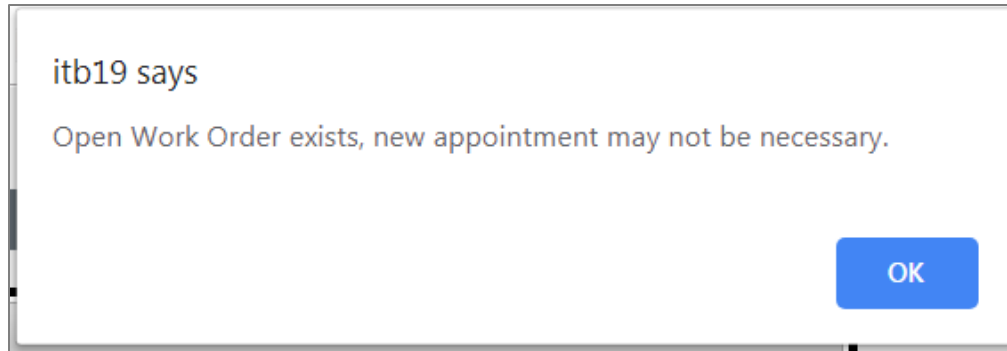 itb19 says
Open Work Order exists, new appointment may not be necessary.
OK